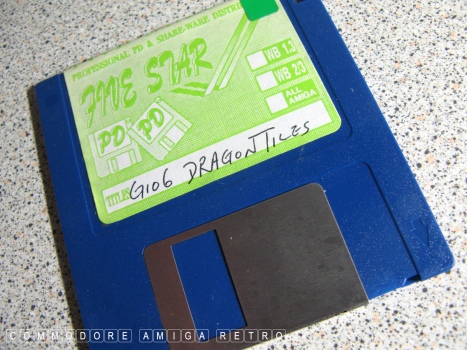 PROFESSIONAL PD & SHARE-WARE DISTRI
FIVE STAR
WB 1.3
WB 2/3
ALL
AMIGA
PD PD
TITLES
G106 DRAGONTILES
COMMODORE AMIGA RETRO